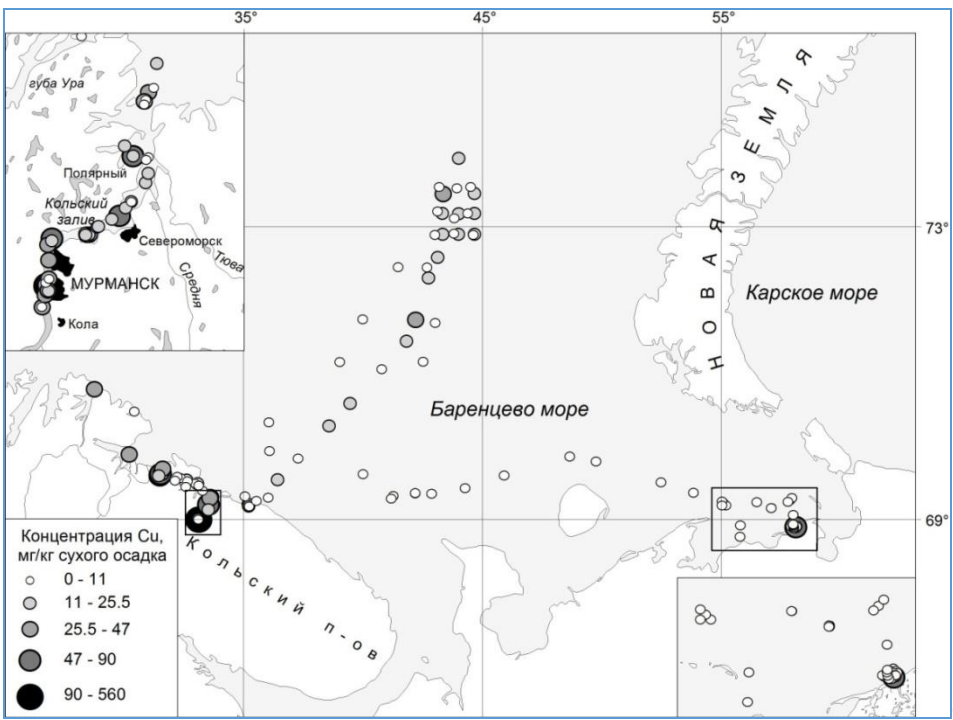 35°
45°
55°
губа Ура
Полярный
Кольский
залив
Североморск
Тюва
Средня
МУРМАНСК
Кола
НОВАЯ ЗЕМЛЯ
73°
Карское море
Баренцево море
69°
Кольский п-ов
Концентрация Cu,
мг/кг сухого осадка
0 - 11
11 - 25.5
25.5 - 47
47 - 90
90 - 560